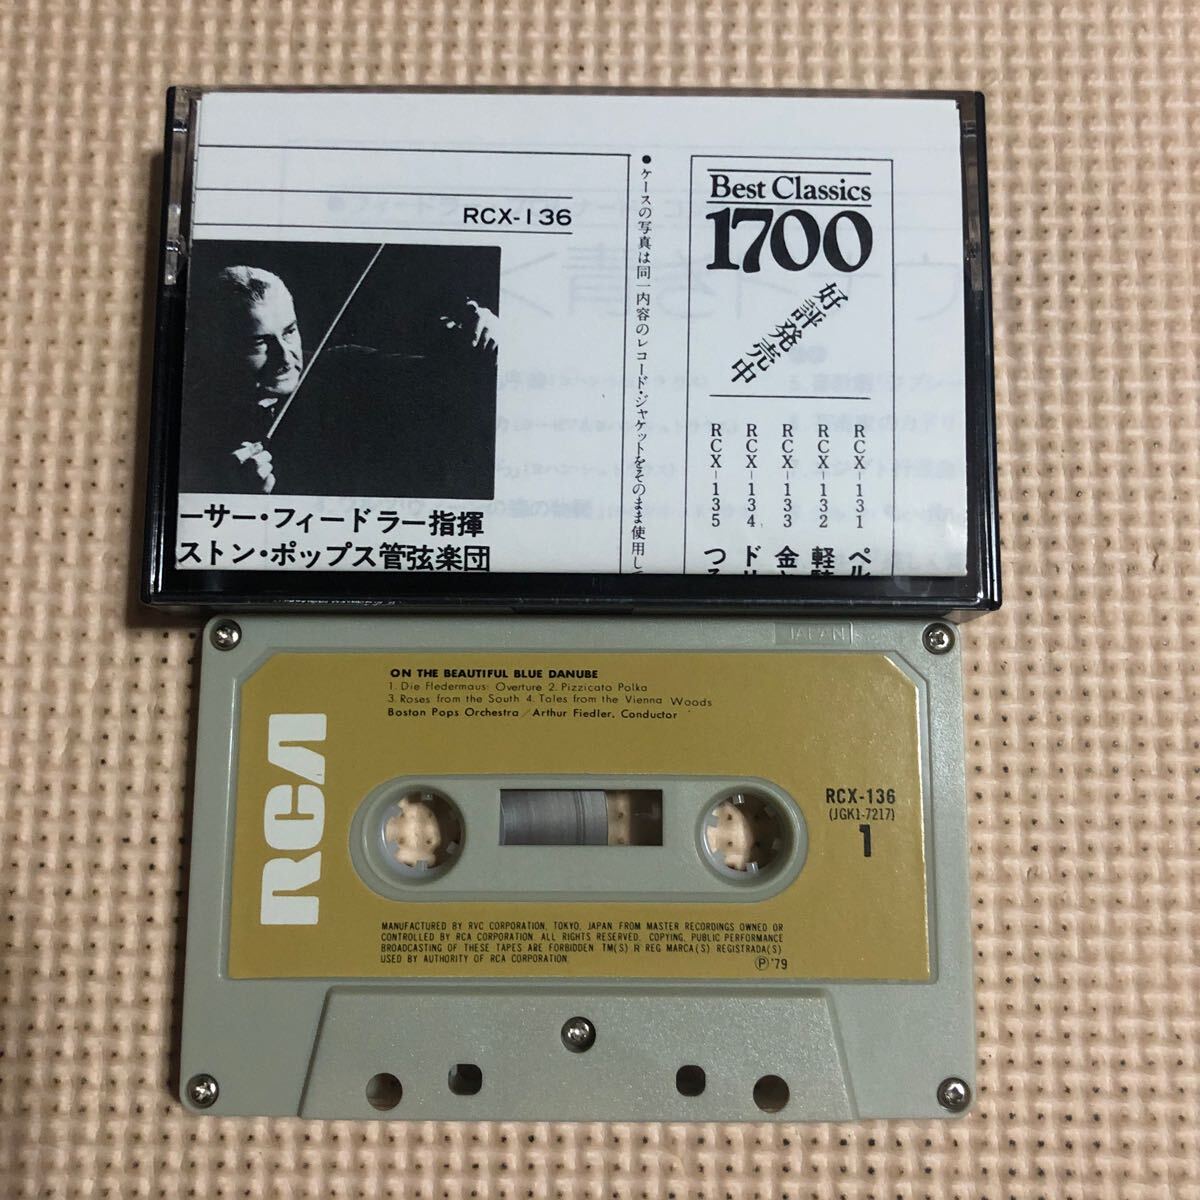 RCX-136
ーサー・フィードラー指揮
ストン・ポップス管弦楽団
●ケースの写真は同一内容のレコード・ジャケットをそのまま使用して
Best Classics
1700
好評発売中
RCX-131 ペル
RCX-132 軽騎
RCX-133 金と
RCX-134
RCX-135 つる
JAPAN
RCA
ON THE BEAUTIFUL BLUE DANUBE
1. Die Fledermaus: Overture 2. Pizzicato Polka
3. Roses from the South 4. Tales from the Vienna Woods
Boston Pops Orchestra/Arthur Fiedler, Conductor
RCX-136
(JGK1-7217)
1
MANUFACTURED BY RVC CORPORATION, TOKYO, JAPAN FROM MASTER RECORDINGS OWNED OR
CONTROLLED BY RCA CORPORATION. ALL RIGHTS RESERVED. COPYING, PUBLIC PERFORMANCE
BROADCASTING OF THESE TAPES ARE FORBIDDEN TM(S) R REG MARCA(S) REGISTRADA(S)
USED BY AUTHORITY OF RCA CORPORATION.
Ⓟ'79